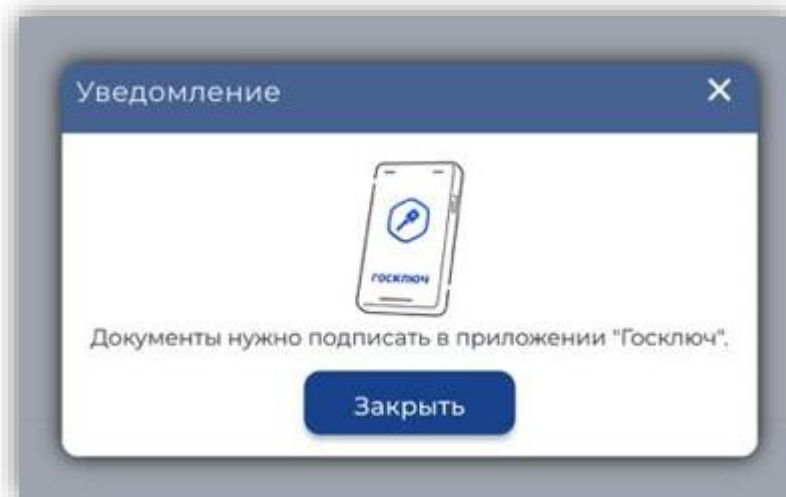 Уведомление
госключ
Документы нужно подписать в приложении "Госключ".
Закрыть